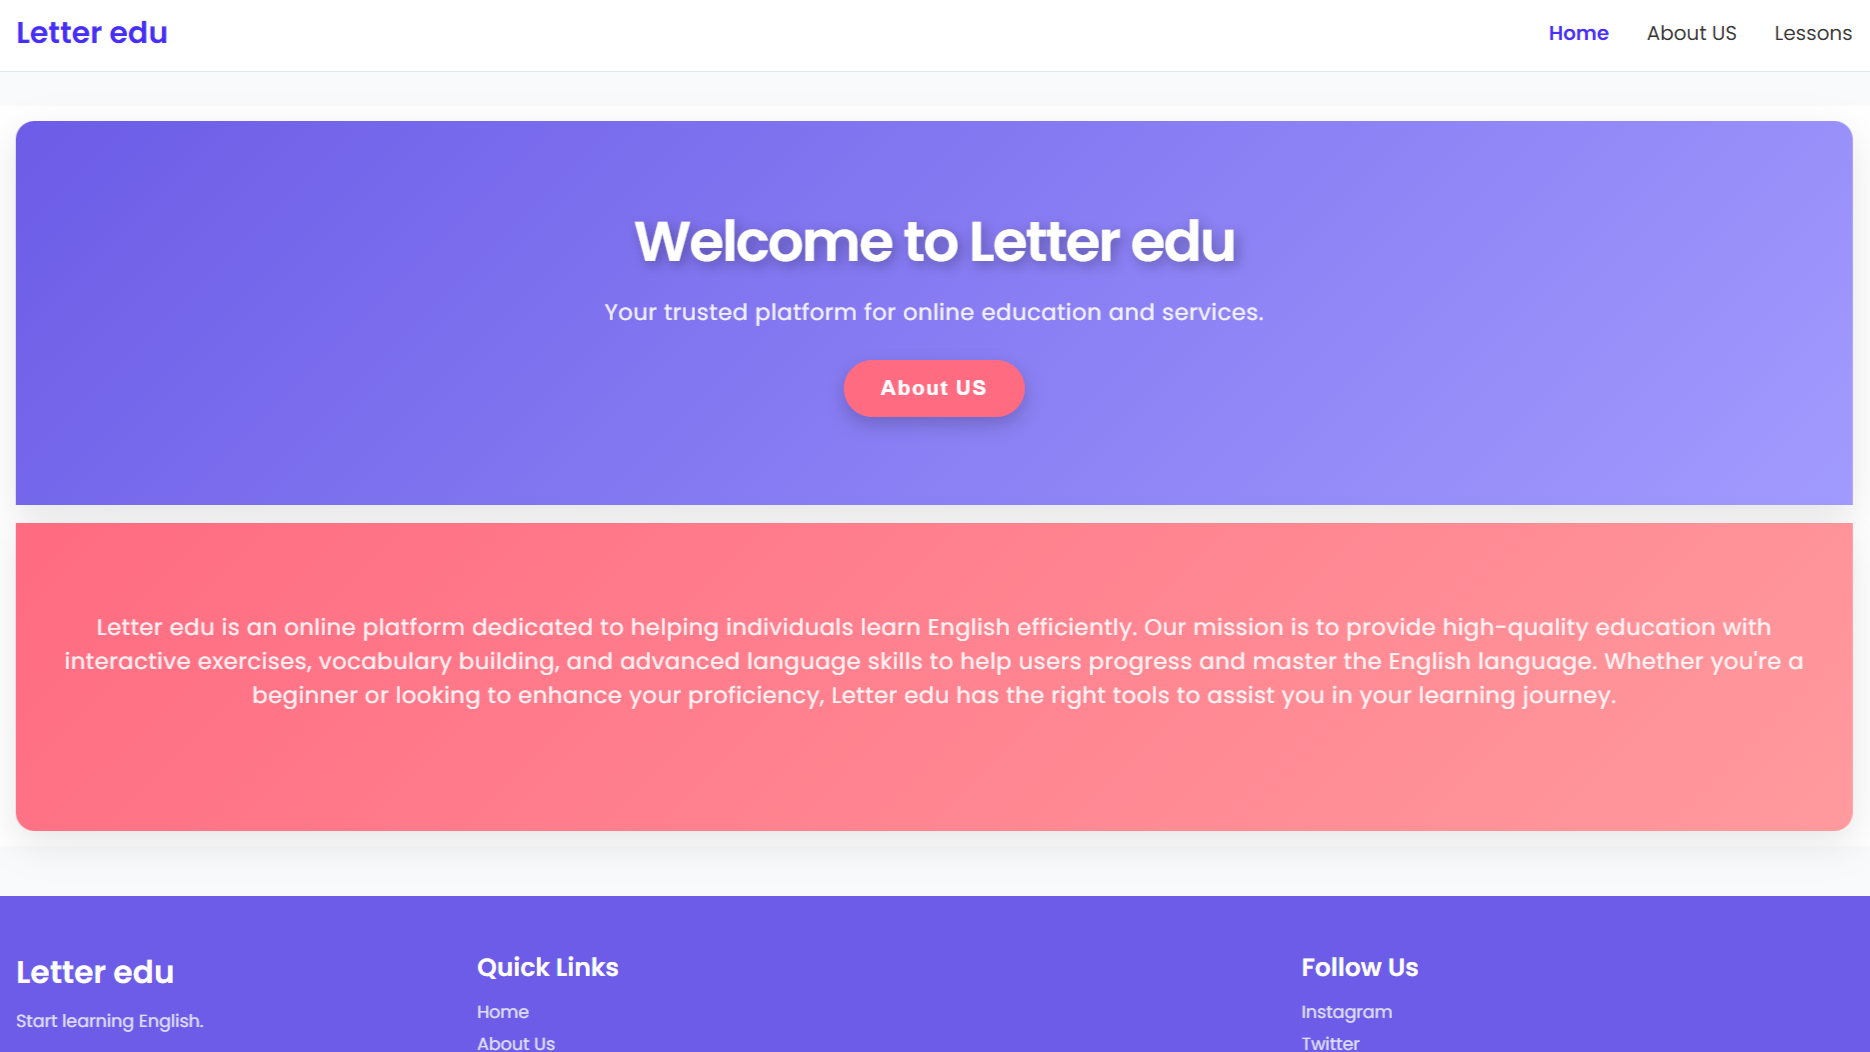 Letter edu
Home About US Lessons
Welcome to Letter edu
Your trusted platform for online education and services.
About US
Letter edu is an online platform dedicated to helping individuals learn English efficiently. Our mission is to provide high-quality education with
interactive exercises, vocabulary building, and advanced language skills to help users progress and master the English language. Whether you're a
beginner or looking to enhance your proficiency, Letter edu has the right tools to assist you in your learning journey.
Letter edu
Start learning English.
Quick Links
Home
About Us
Follow Us
Instagram
Twitter